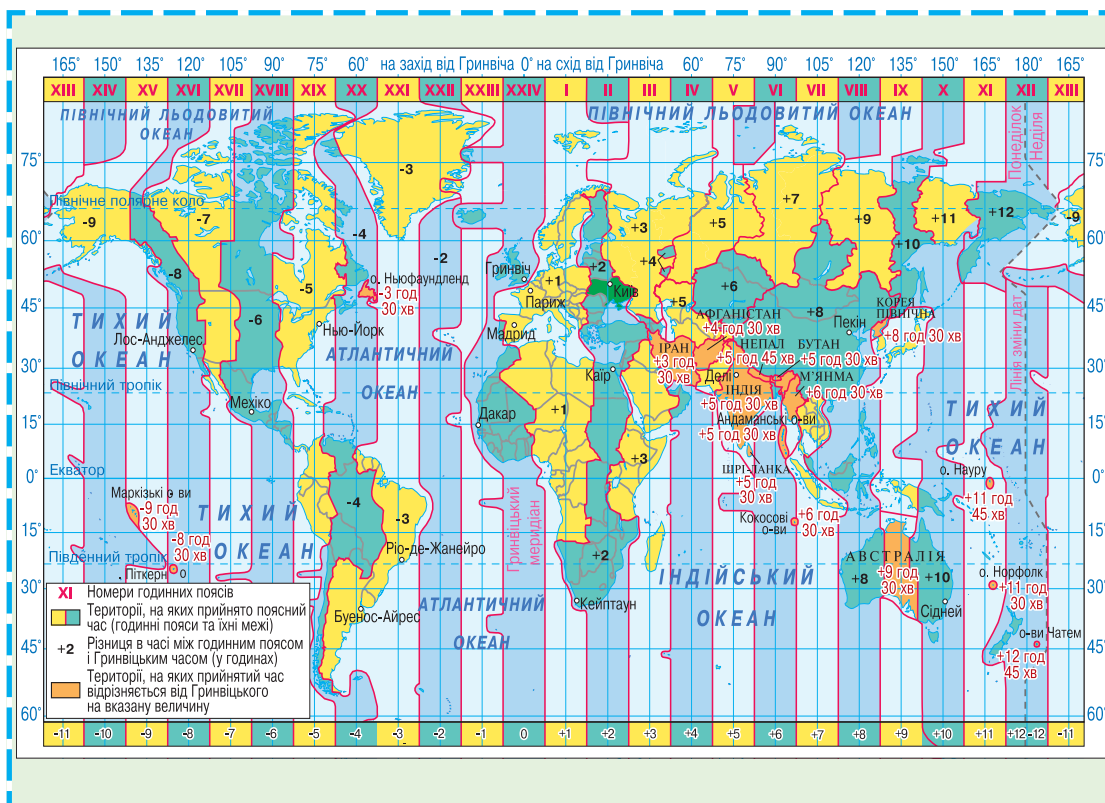 165° 150° 135° 120° 90° 75° 60° на захід від Гринвіча 0° на схід від Гринвіча 60° 75° 90° 105° 120° 135° 150° 165° 180° 165°
XIII XIV XV XVI XVII XVIII XIX XX XXI XXII XXIII XXIV I II III IV V VI VII VIII IX X XI XII XIII
ПІВНІЧНИЙ ЛЬОДОВИТИЙ
ОКЕАН
ПІВНІЧНИЙ ЛЬОДОВИТИЙ ОКЕАН
Понеділок
Неділя
75°
75°
-3
Північне полярне коло
-9
-7
-4
+3
+5
+7
+9
+11
+12
-9
60°
60°
-8
-2
Гринвіч
+1
+2
+4
+10
о. Ньюфаундленд
-3 год
30 хв
-5
Париж
Київ
+5
+6
45°
45°
ТИХИЙ
ОКЕАН
Лос-Анджелес
-6
Нью-Йорк
Мадрид
АФГАНІСТАН
+4 год 30 хв
+8
Пекін
КОРЕЯ
ПІВНІЧНА
+8 год 30 хв
АТЛАНТИЧНИЙ
ОКЕАН
ІРАН
+3 год
30 хв
НЕПАЛ
+5 год 45 хв
БУТАН
+5 год 30 хв
30°
30°
Каїр
Делі
М'ЯНМА
+6 год 30 хв
Лінія зміни дат
Північний тропік
ІНДІЯ
+5 год 30 хв
Мехіко
Дакар
+1
Андаманські о-ви
+5 год 30 хв
ТИХИЙ
ОКЕАН
15°
15°
+3
ШРІ-ЛАНКА
+5 год
30 хв
о. Науру
+11 год
45 хв
Екватор
0°
0°
Маркізькі о-ви
-9 год
30 хв
ТИХИЙ
ОКЕАН
-4
-3
Гринвіцький
меридіан
Кокосові
о-ви
+6 год
30 хв
15°
15°
-8 год
30 хв
Південний тропік
о Піткерн
Ріо-де-Жанейро
+2
ІНДІЙСЬКИЙ
ОКЕАН
АВСТРАЛІЯ
+8
+9 год
30 хв
+10
о. Норфолк
+11 год
30 хв
30°
30°
Буенос-Айрес
АТЛАНТИЧНИЙ
ОКЕАН
Кейптаун
Сідней
о-ви Чатем
+12 год
45 хв
45°
45°
60°
60°
XI Номери годинних поясів
Території, на яких прийнято поясний
час (годинні пояси та їхні межі)
+2 Різниця в часі між годинним поясом
і Гринвіцьким часом (у годинах)
Території, на яких прийнятий час
відрізняється від Гринвіцького
на вказану величину
-11 -10 -9 -8 -7 -6 -5 -4 -3 -2 -1 0 +1 +2 +3 +4 +5 +6 +7 +8 +9 +10 +11 +12 -12 -11